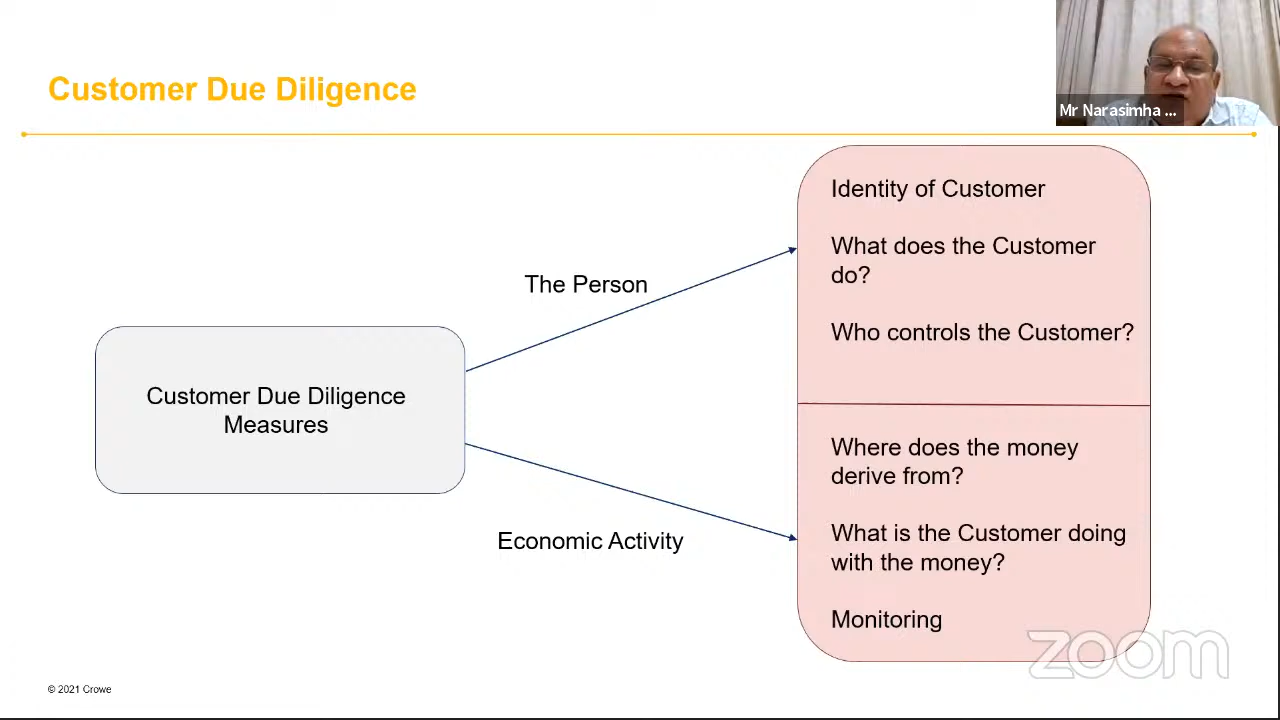 Customer Due Diligence
Mr Narasimha ...
Identity of Customer
What does the Customer
do?
Who controls the Customer?
The Person
Customer Due Diligence
Measures
Economic Activity
Where does the money
derive from?
What is the Customer doing
with the money?
Monitoring
zoom
© 2021 Crowe